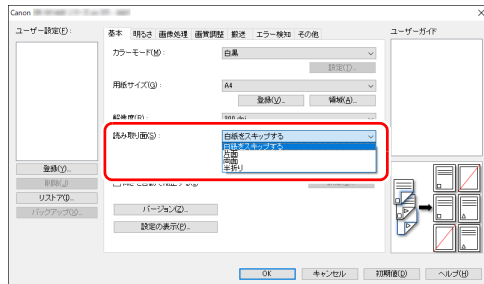 Canon
ユーザー設定(F):
基本 明るさ 画像処理 画質調整 搬送 エラー検知 その他
ユーザーガイド
カラーモード(M):
白黒
設定(T)...
用紙サイズ(G):
A4
登録(V)...
領域(A)...
読み取り面(S):
白紙をスキップする
白紙をスキップする
片面
両面
半折り
登録(Y)...
削除(J)
リストア(I)...
バックアップ(X)...
バージョン(Z)...
設定の表示(P)...
OK
キャンセル
初期値(D)
ヘルプ(H)